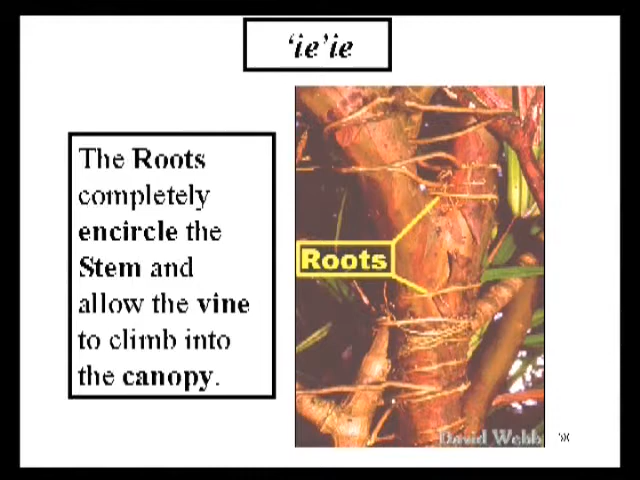 ‘ie’ie
The Roots
completely
encircle the
Stem and
allow the vine
to climb into
the canopy.
Roots
David Webb